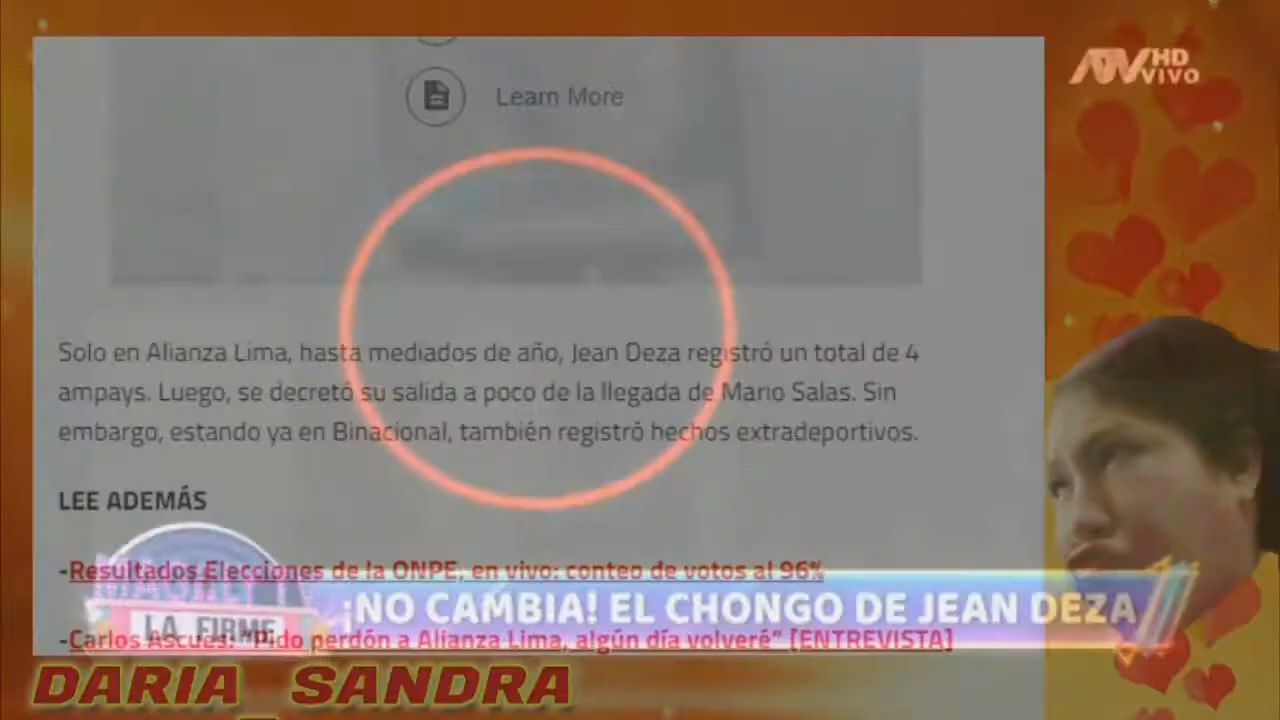 ATV HD
VIVO
Learn More
Solo en Alianza Lima, hasta mediados de año, Jean Deza registró un total de 4
ampays. Luego, se decretó su salida a poco de la llegada de Mario Salas. Sin
embargo, estando ya en Binacional, también registró hechos extradeportivos.
LEE ADEMÁS
-Resultados Elecciones de la ONPE, en vivo: conteo de votos al 96%
MAGALY TV
LA FIRME
¡NO CAMBIA! EL CHONGO DE JEAN DEZA
-Carlos Ascues: "Pido perdón a Alianza Lima, algún día volveré" [ENTREVISTA]
DARIA SANDRA